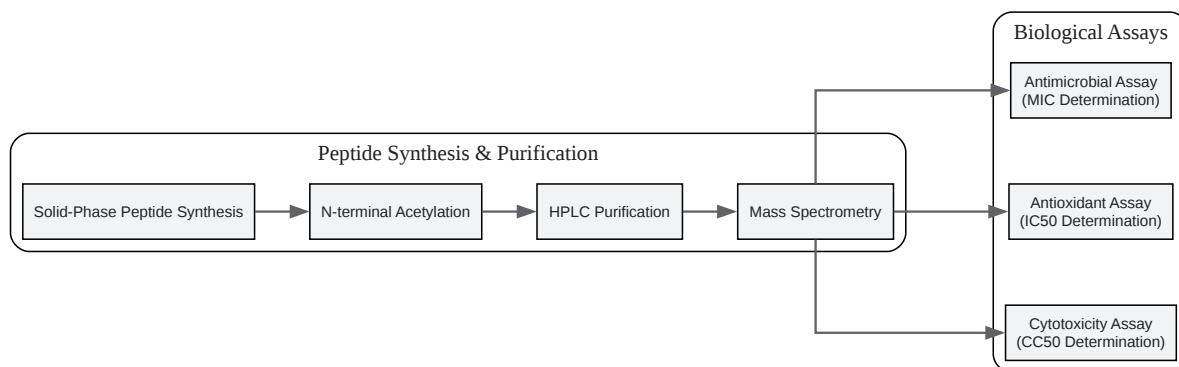 Peptide Synthesis & Purification
Solid-Phase Peptide Synthesis
N-terminal Acetylation
HPLC Purification
Mass Spectrometry
Biological Assays
Antimicrobial Assay
(MIC Determination)
Antioxidant Assay
(IC50 Determination)
Cytotoxicity Assay
(CC50 Determination)